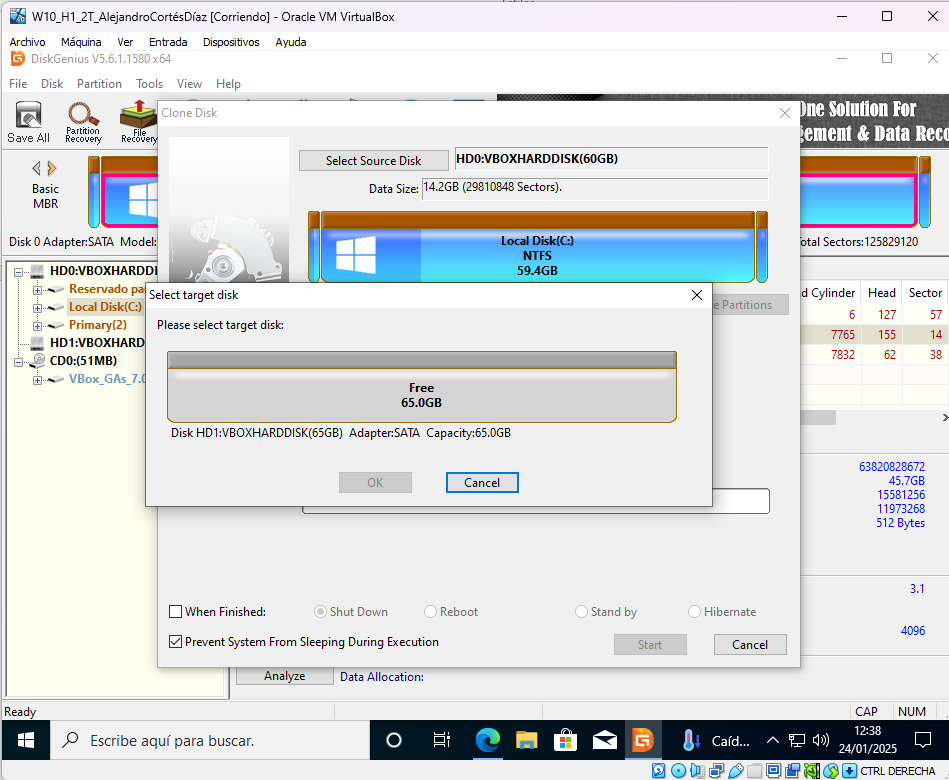 W10_H1_2T_AlejandroCortésDíaz [Corriendo] - Oracle VM VirtualBox
Archivo Máquina Ver Entrada Dispositivos Ayuda
DiskGenius V5.6.1.1580 x64
File Disk Partition Tools View Help
Save All
Partition Recovery
File Recovery
One Solution For
gement & Data Reco
Clone Disk
Select Source Disk HD0:VBOXHARDDISK(60GB)
Data Size: 14.2GB (29810848 Sectors).
Basic
MBR
Local Disk(C:)
NTFS
59.4GB
Disk 0 Adapter:SATA Model:
otal Sectors:125829120
HD0:VBOXHARDDI
Reservado pa
Local Disk(C:)
Primary(2)
HD1:VBOXHARD
CD0:(51MB)
VBox_GAs_7.0
e Partitions
d Cylinder Head Sector
6 127 57
7765 155 14
7832 62 38
Select target disk
Please select target disk:
Free
65.0GB
Disk HD1:VBOXHARDDISK(65GB) Adapter:SATA Capacity:65.0GB
OK Cancel
63820828672
45.7GB
15581256
11973268
512 Bytes
3.1
4096
When Finished: Shut Down Reboot Stand by Hibernate
Prevent System From Sleeping During Execution
Start Cancel
Analyze Data Allocation:
Ready CAP NUM
Escribe aquí para buscar.
Caíd...
12:38
24/01/2025
CTRL DERECHA